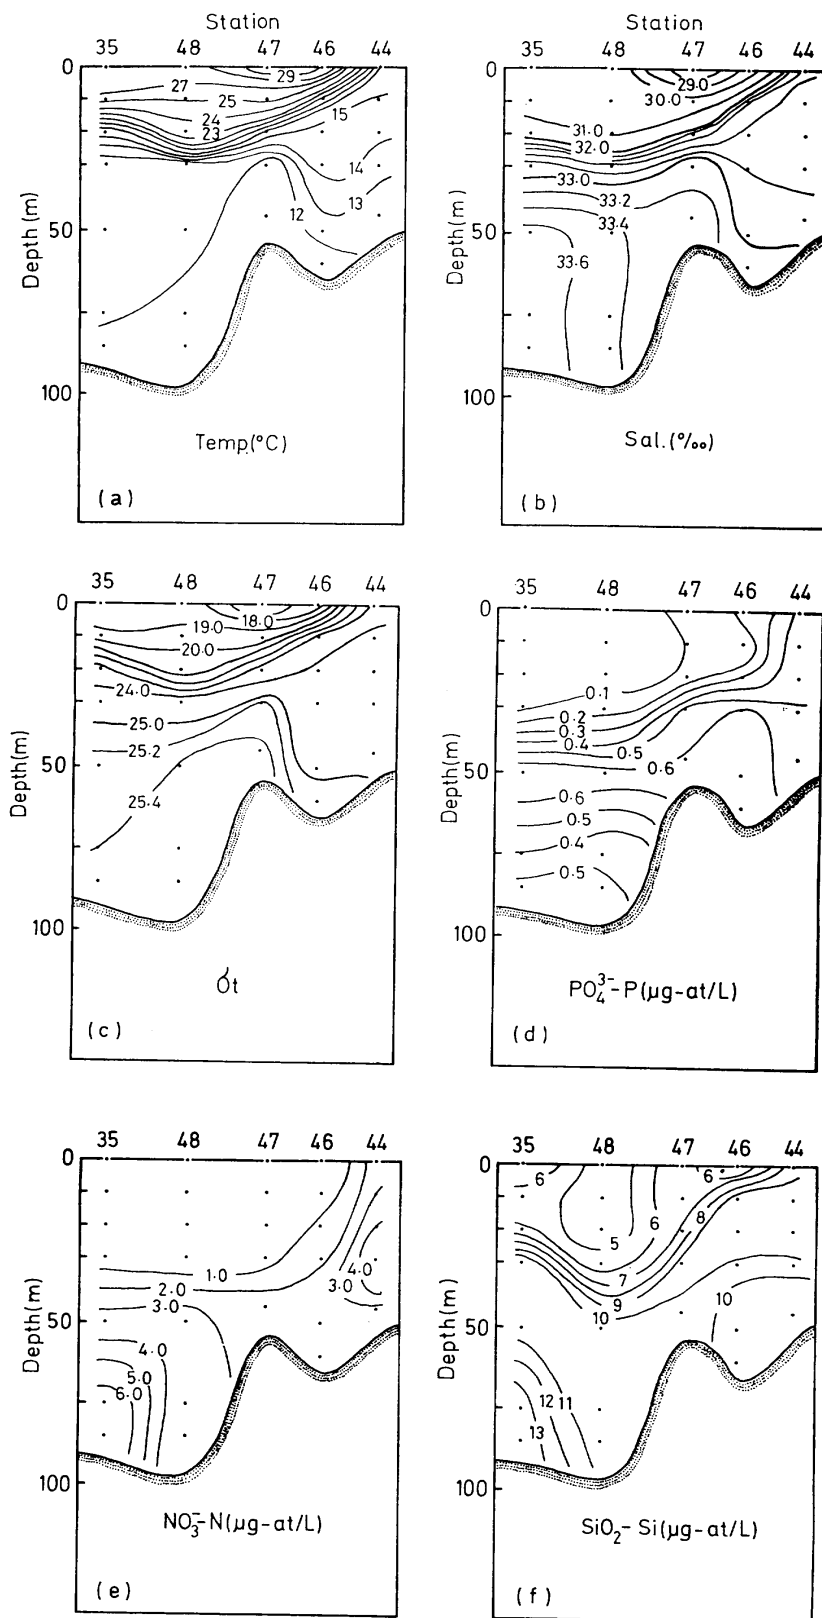 Station
35 48 47 46 44
0
50
100
Depth(m)
29
27
25
24
23
15
14
13
12
Temp.(°C)
(a)
Station
35 48 47 46 44
0
50
100
Depth(m)
29.0
30.0
31.0
32.0
33.0
33.2
33.4
33.6
Sal.(‰)
(b)
35 48 47 46 44
0
50
100
Depth(m)
18.0
19.0
20.0
24.0
25.0
25.2
25.4
σt
(c)
35 48 47 46 44
0
50
100
Depth(m)
0.1
0.2
0.3
0.4
0.5
0.6
0.6
0.5
0.4
0.5
PO₄³⁻-P(µg-at/L)
(d)
35 48 47 46 44
0
50
100
Depth(m)
1.0
2.0
3.0
4.0
3.0
4.0
5.0
6.0
NO₃⁻-N(µg-at/L)
(e)
35 48 47 46 44
0
50
100
Depth(m)
6
6
5
6
8
7
9
10
10
12
11
13
SiO₂-Si(µg-at/L)
(f)